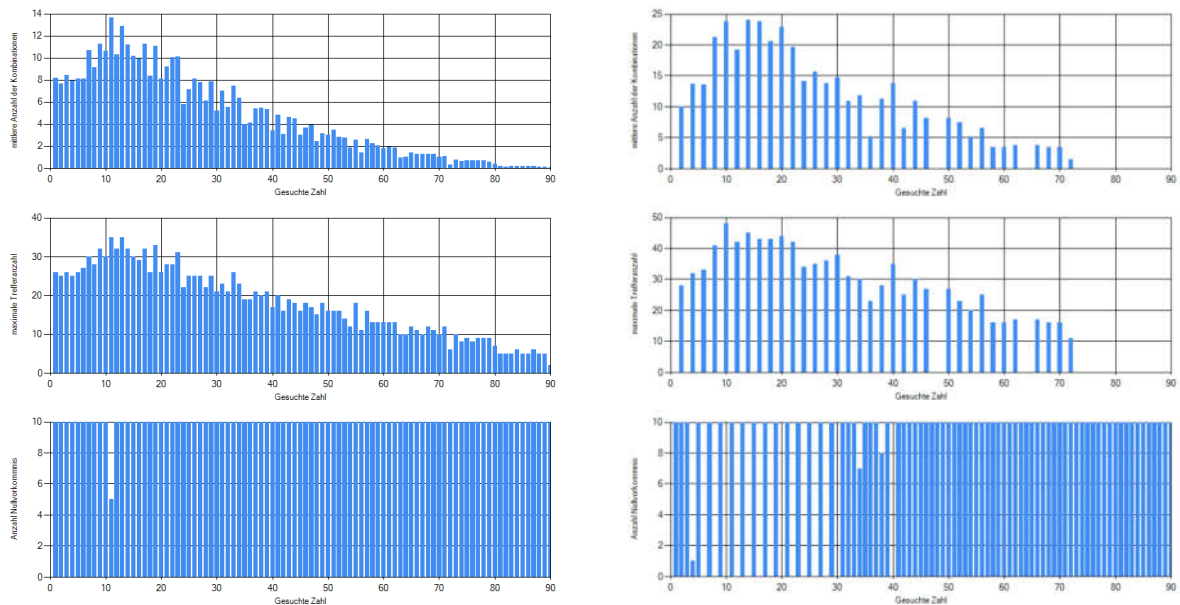 14
12
10
8
6
4
2
0
mittlere Anzahl der Kombinationen
0 10 20 30 40 50 60 70 80 90
Gesuchte Zahl
25
20
15
10
5
0
mittlere Anzahl der Kombinationen
0 10 20 30 40 50 60 70 80 90
Gesuchte Zahl
40
30
20
10
0
maximale Trefferanzahl
0 10 20 30 40 50 60 70 80 90
Gesuchte Zahl
50
40
30
20
10
0
maximale Trefferanzahl
0 10 20 30 40 50 60 70 80 90
Gesuchte Zahl
10
8
6
4
2
0
Anzahl Nullvorkommnis
0 10 20 30 40 50 60 70 80 90
Gesuchte Zahl
10
8
6
4
2
0
Anzahl Nullvorkommnis
0 10 20 30 40 50 60 70 80 90
Gesuchte Zahl